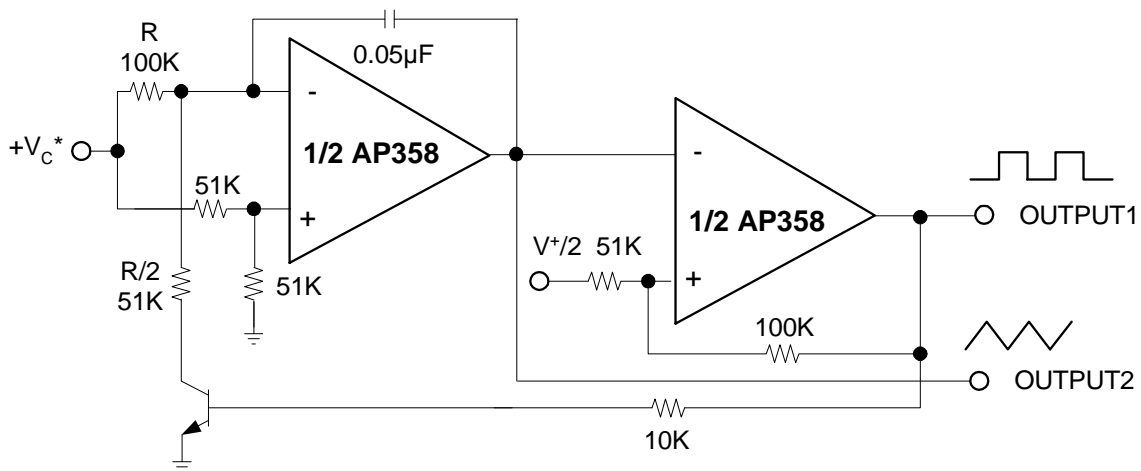 R
100K
0.05µF
-
1/2 AP358
+
+VC*
51K
51K
R/2
51K
-
1/2 AP358
+
V+/2 51K
100K
10K
OUTPUT1
OUTPUT2